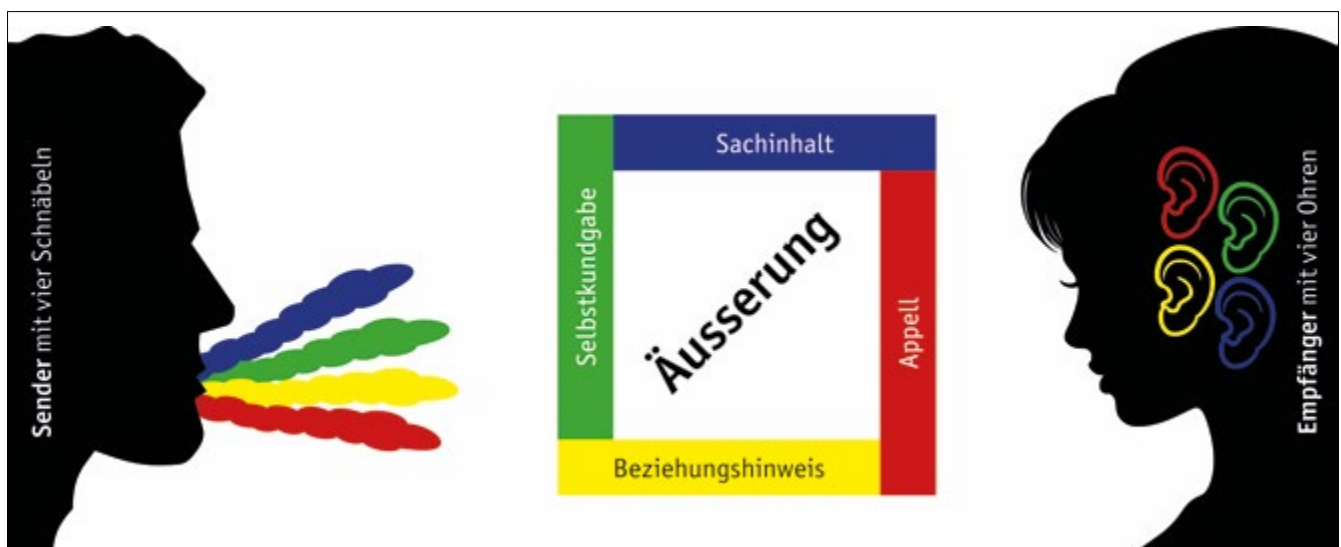 Sender mit vier Schnäbeln
Sachinhalt
Selbstkundgabe
Äusserung
Appell
Beziehungshinweis
Empfänger mit vier Ohren